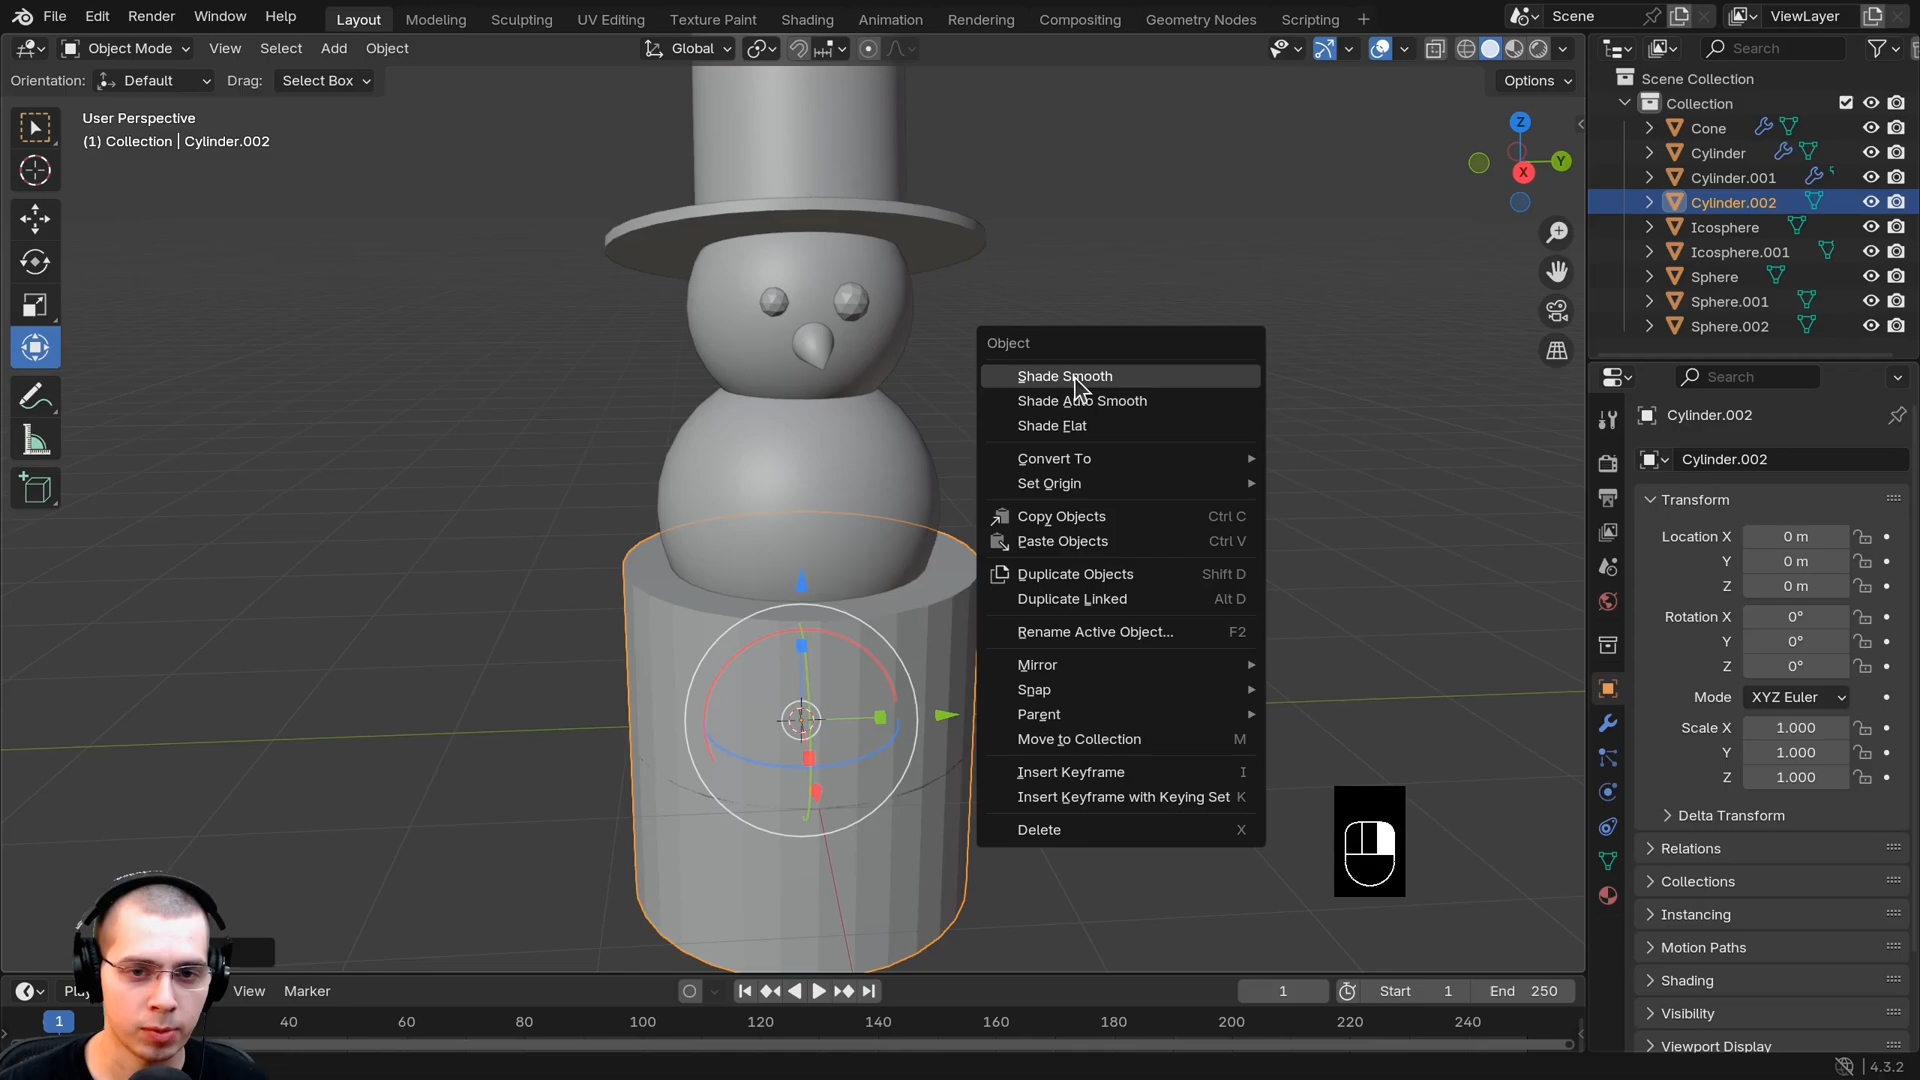 File Edit Render Window Help Layout Modeling Sculpting UV Editing Texture Paint Shading Animation Rendering Compositing Geometry Nodes Scripting Scene ViewLayer
Object Mode View Select Add Object Global Search
Orientation: Default Drag: Select Box Options
User Perspective
(1) Collection | Cylinder.002
Z
Y
X
Scene Collection
Collection
Cone
Cylinder
Cylinder.001
Cylinder.002
Icosphere
Icosphere.001
Sphere
Sphere.001
Sphere.002
Object
Shade Smooth
Shade Auto Smooth
Shade Flat
Convert To
Set Origin
Copy Objects Ctrl C
Paste Objects Ctrl V
Duplicate Objects Shift D
Duplicate Linked Alt D
Rename Active Object... F2
Mirror
Snap
Parent
Move to Collection M
Insert Keyframe I
Insert Keyframe with Keying Set K
Delete X
Search
Cylinder.002
Cylinder.002
Transform
Location X 0 m
Y 0 m
Z 0 m
Rotation X 0°
Y 0°
Z 0°
Mode XYZ Euler
Scale X 1.000
Y 1.000
Z 1.000
Delta Transform
Relations
Collections
Instancing
Motion Paths
Shading
Visibility
Viewport Display
View Marker 1 Start 1 End 250
1 40 60 80 100 120 140 160 180 200 220 240
4.3.2